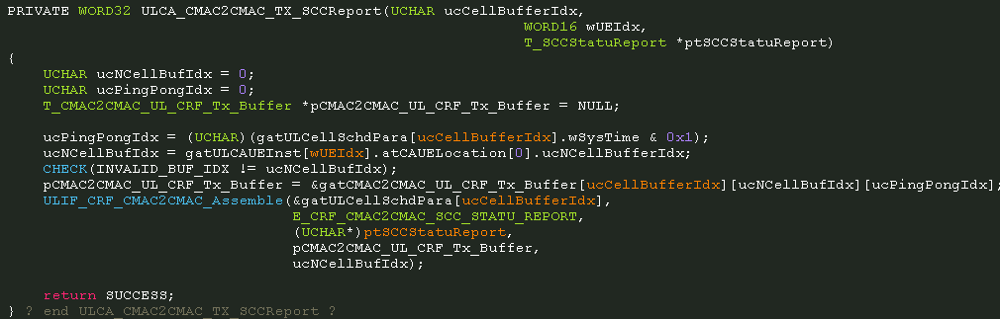 PRIVATE WORD32 ULCA_CMAC2CMAC_TX_SCCReport(UCHAR ucCellBufferIdx,
WORD16 wUEIdx,
T_SCCStatuReport *ptSCCStatuReport)
{
UCHAR ucNCellBufIdx = 0;
UCHAR ucPingPongIdx = 0;
T_CMAC2CMAC_UL_CRF_Tx_Buffer *pCMAC2CMAC_UL_CRF_Tx_Buffer = NULL;
ucPingPongIdx = (UCHAR)(gatULCellSchdPara[ucCellBufferIdx].wSysTime & 0x1);
ucNCellBufIdx = gatULCAUEInst[wUEIdx].atCAUELocation[0].ucNCellBufferIdx;
CHECK(INVALID_BUF_IDX != ucNCellBufIdx);
pCMAC2CMAC_UL_CRF_Tx_Buffer = &gatCMAC2CMAC_UL_CRF_Tx_Buffer[ucCellBufferIdx][ucNCellBufIdx][ucPingPongIdx];
ULIF_CRF_CMAC2CMAC_Assemble(&gatULCellSchdPara[ucCellBufferIdx],
E_CRF_CMAC2CMAC_SCC_STATU_REPORT,
(UCHAR*)ptSCCStatuReport,
pCMAC2CMAC_UL_CRF_Tx_Buffer,
ucNCellBufIdx);
return SUCCESS;
} ? end ULCA_CMAC2CMAC_TX_SCCReport ?